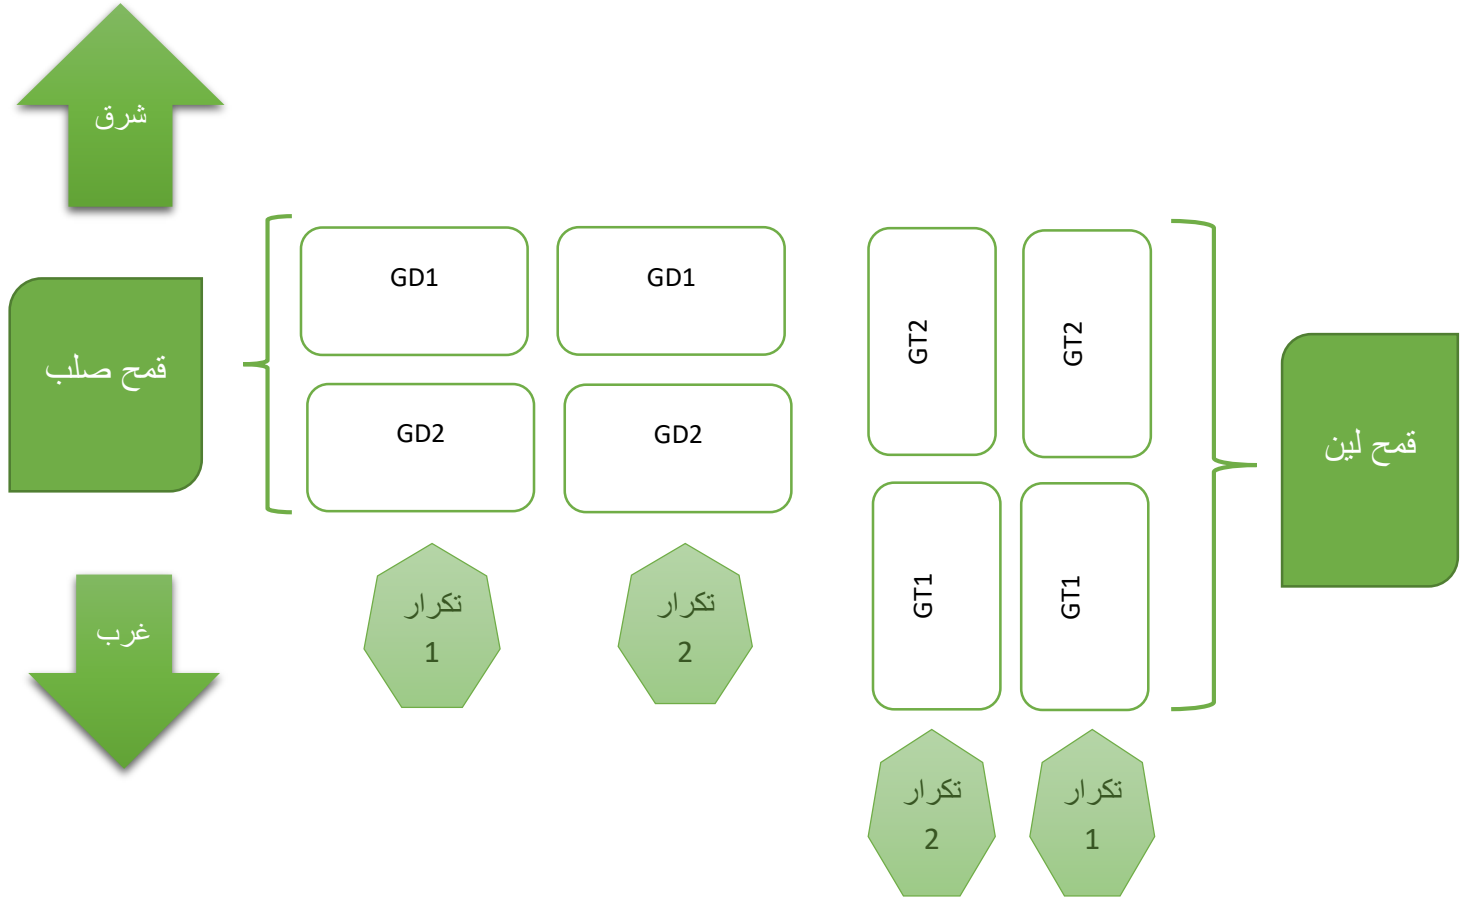 شرق
GD1
GD1
GT2
GT2
قمح صلب
قمح لين
GD2
GD2
GT1
GT1
غرب
تكرار
1
تكرار
2
تكرار
2
تكرار
1